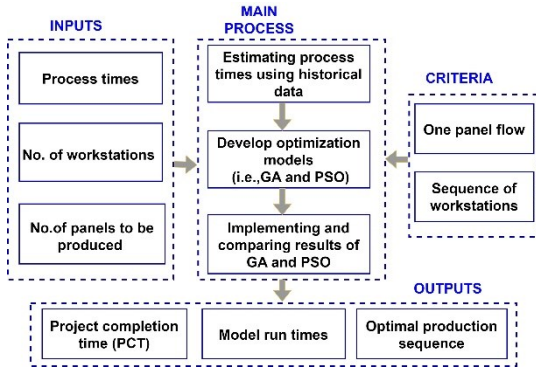 INPUTS
Process times
No. of workstations
No.of panels to be
produced
MAIN
PROCESS
Estimating process
times using historical
data
Develop optimization
models
(i.e.,GA and PSO)
Implementing and
comparing results of
GA and PSO
CRITERIA
One panel flow
Sequence of
workstations
OUTPUTS
Project completion
time (PCT)
Model run times
Optimal production
sequence